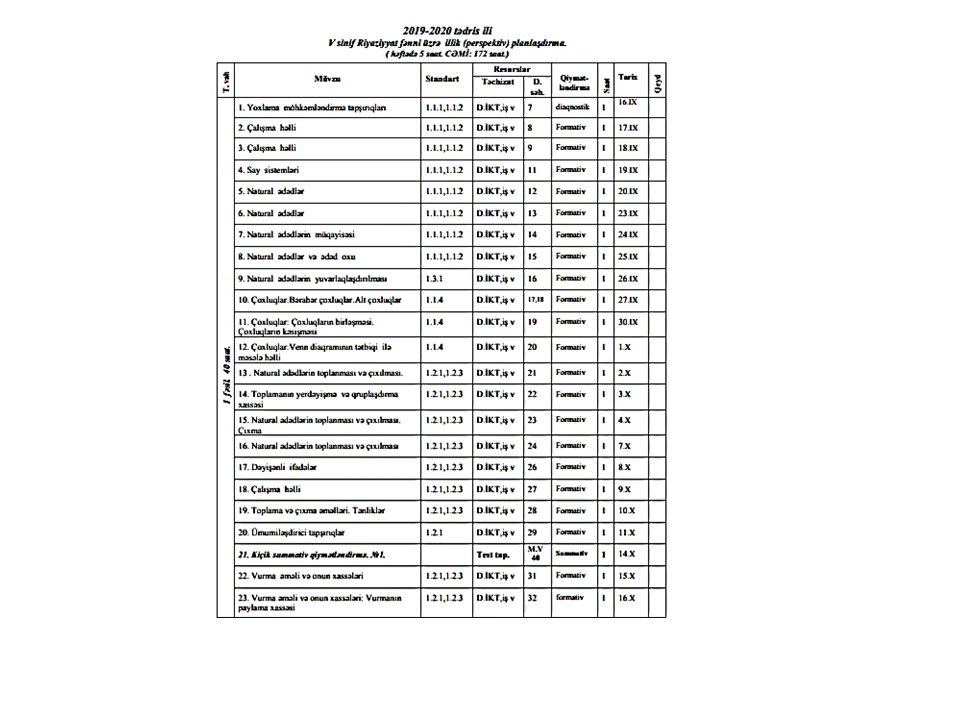 2019-2020 tədris ili
V sinif Riyaziyyat fənni üzrə illik (perspektiv) planlaşdırma.
( həftədə 5 saat. CƏMİ: 172 saat.)
T. vah Mövzu Standart Resurslar Qiymət-ləndirmə Saat Tarix Qeyd
Təchizat D. səh.
I fəsil 40 saat.
1. Yoxlama möhkəmləndirmə tapşırıqları 1.1.1,1.1.2 D.İKT,iş v 7 diaqnostik 1 16.IX
2. Çalışma həlli 1.1.1,1.1.2 D.İKT,iş v 8 Formativ 1 17.IX
3. Çalışma həlli 1.1.1,1.1.2 D.İKT,iş v 9 Formativ 1 18.IX
4. Say sistemləri 1.1.1,1.1.2 D.İKT,iş v 11 Formativ 1 19.IX
5. Natural ədədlər 1.1.1,1.1.2 D.İKT,iş v 12 Formativ 1 20.IX
6. Natural ədədlər 1.1.1,1.1.2 D.İKT,iş v 13 Formativ 1 23.IX
7. Natural ədədlərin müqayisəsi 1.1.1,1.1.2 D.İKT,iş v 14 Formativ 1 24.IX
8. Natural ədədlər və ədəd oxu 1.1.1,1.1.2 D.İKT,iş v 15 Formativ 1 25.IX
9. Natural ədədlərin yuvarlaqlaşdırılması 1.3.1 D.İKT,iş v 16 Formativ 1 26.IX
10. Çoxluqlar.Bərabər çoxluqlar.Alt çoxluqlar 1.1.4 D.İKT,iş v 17,18 Formativ 1 27.IX
11. Çoxluqlar: Çoxluqların birləşməsi. 1.1.4 D.İKT,iş v 19 Formativ 1 30.IX
Çoxluqların kəsişməsi
12. Çoxluqlar.Venn diaqramının tətbiqi ilə 1.1.4 D.İKT,iş v 20 Formativ 1 1.X
məsələ həlli
13 . Natural ədədlərin toplanması və çıxılması. 1.2.1,1.2.3 D.İKT,iş v 21 Formativ 1 2.X
14. Toplamanın yerdəyişmə və qruplaşdırma 1.2.1,1.2.3 D.İKT,iş v 22 Formativ 1 3.X
xassəsi
15. Natural ədədlərin toplanması və çıxılması. 1.2.1,1.2.3 D.İKT,iş v 23 Formativ 1 4.X
Çıxma
16. Natural ədədlərin toplanması və çıxılması 1.2.1,1.2.3 D.İKT,iş v 24 Formativ 1 7.X
17. Dəyişənli ifadələr 1.2.1,1.2.3 D.İKT,iş v 26 Formativ 1 8.X
18. Çalışma həlli 1.2.1,1.2.3 D.İKT,iş v 27 Formativ 1 9.X
19. Toplama və çıxma əməlləri. Tənliklər 1.2.1,1.2.3 D.İKT,iş v 28 Formativ 1 10.X
20. Ümumiləşdirici tapşırıqlar 1.2.1 D.İKT,iş v 29 Formativ 1 11.X
21. Kiçik summativ qiymətləndirmə. №1. Test tap. M.V 40 Summativ 1 14.X
22. Vurma əməli və onun xassələri 1.2.1,1.2.3 D.İKT,iş v 31 Formativ 1 15.X
23. Vurma əməli və onun xassələri: Vurmanın 1.2.1,1.2.3 D.İKT,iş v 32 formativ 1 16.X
paylama xassəsi